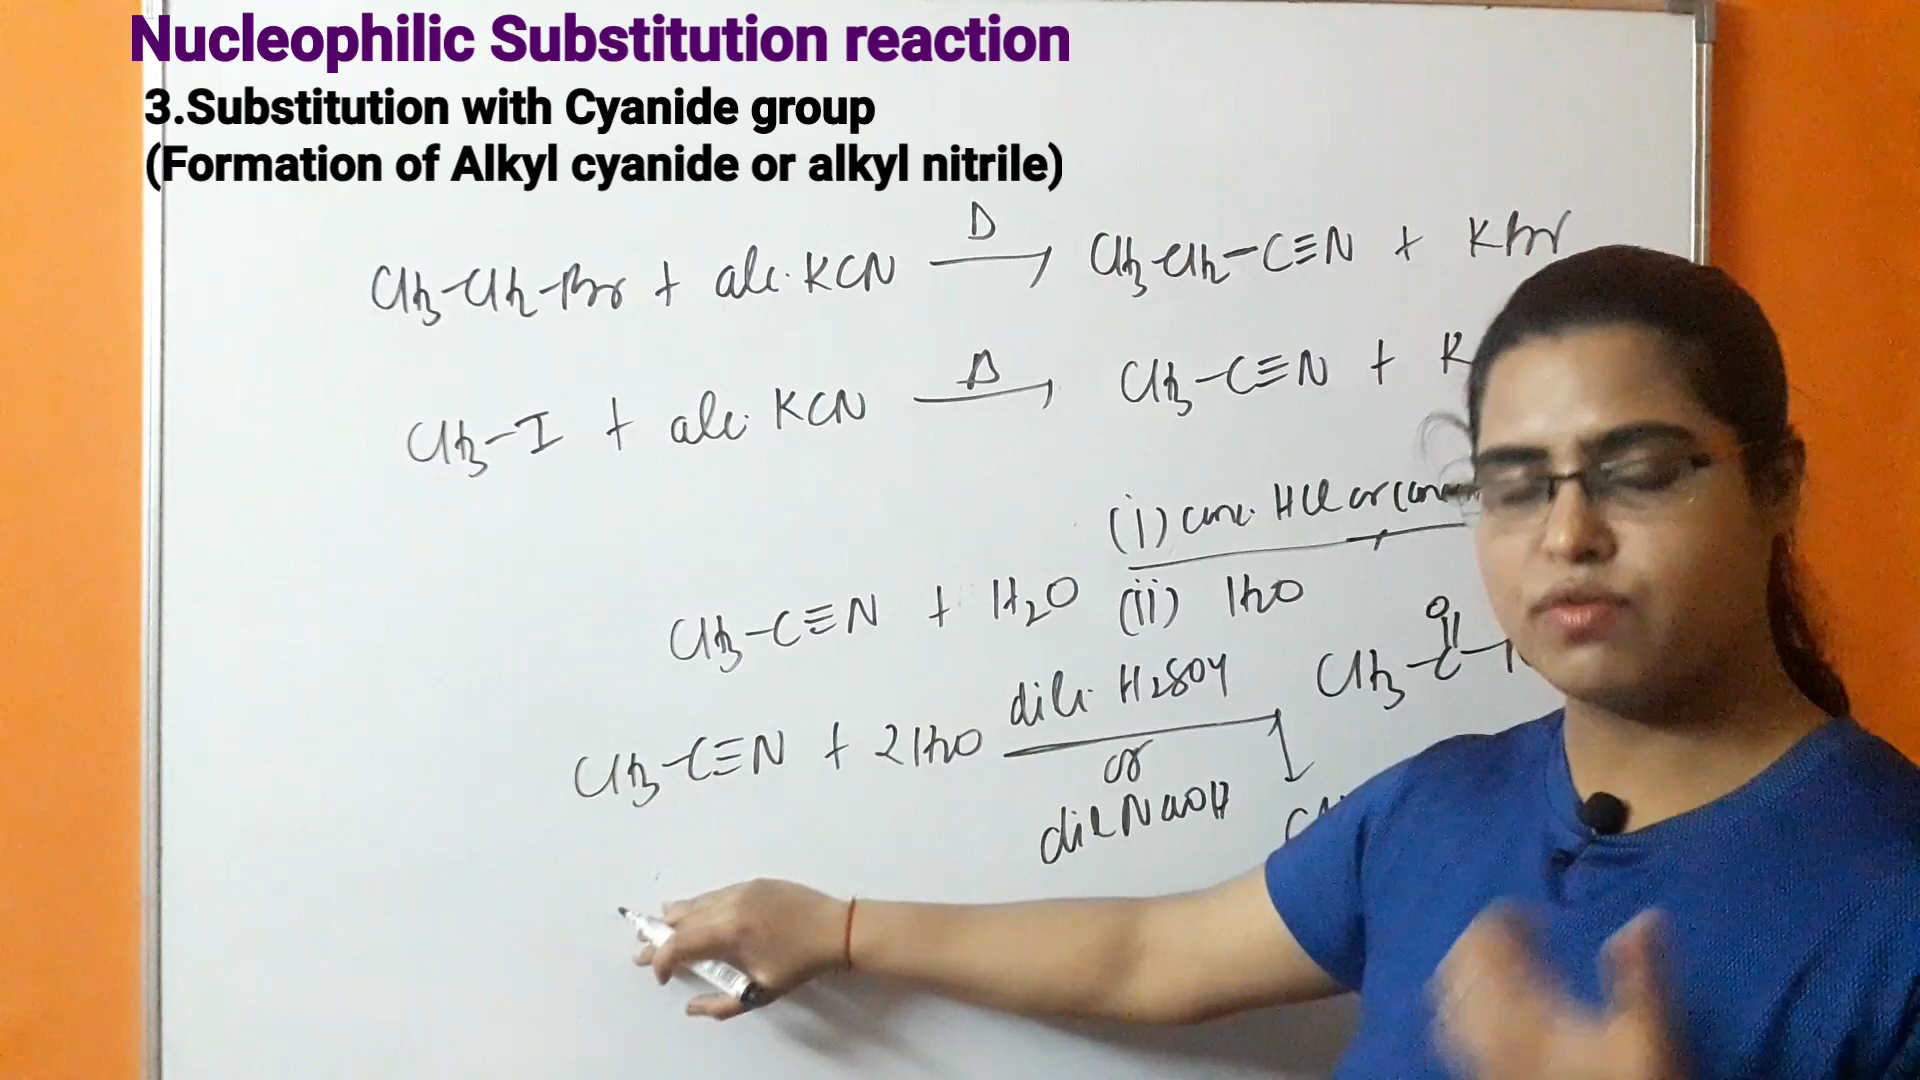 Nucleophilic Substitution reaction
3.Substitution with Cyanide group
(Formation of Alkyl cyanide or alkyl nitrile)
Δ
CH3-CH2-Br + alc. KCN → CH3-CH2-C≡N + KBr
Δ
CH3-I + alc. KCN → CH3-C≡N + K
(i) conc. HCl or conc
CH3-C≡N + H2O
(ii) H2O
O
CH3-C-
dil. H2SO4
CH3-C≡N + 2H2O
or
dil NaOH